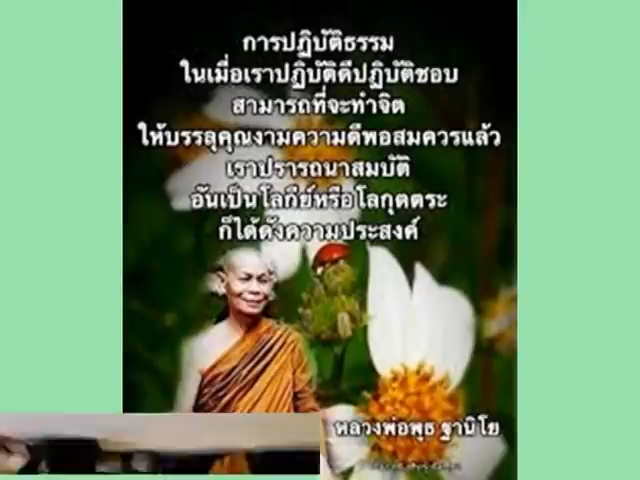 การปฏิบัติธรรม
ในเมื่อเราปฏิบัติดีปฏิบัติชอบ
สามารถที่จะทำจิต
ให้บรรลุคุณงามความดีพอสมควรแล้ว
เราปรารถนาสมบัติ
อันเป็นโลกีย์หรือโลกุตตระ
ก็ได้ดังความประสงค์
หลวงพ่อพุธ ฐานิโย